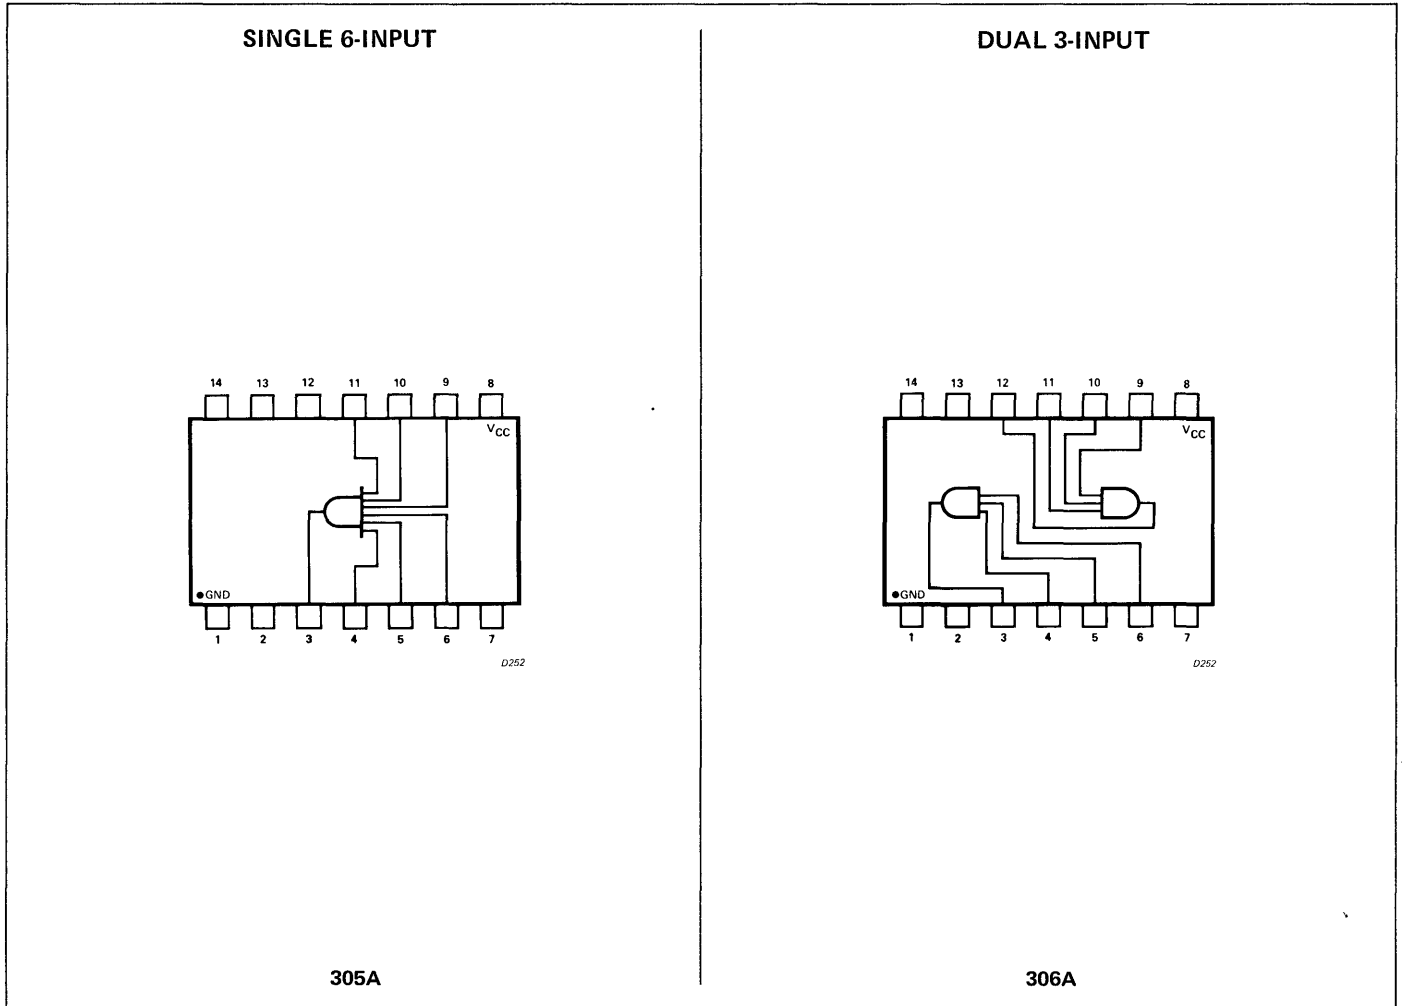 SINGLE 6-INPUT
14 13 12 11 10 9 8
VCC
●GND
1 2 3 4 5 6 7
D252
305A
DUAL 3-INPUT
14 13 12 11 10 9 8
VCC
●GND
1 2 3 4 5 6 7
D252
306A